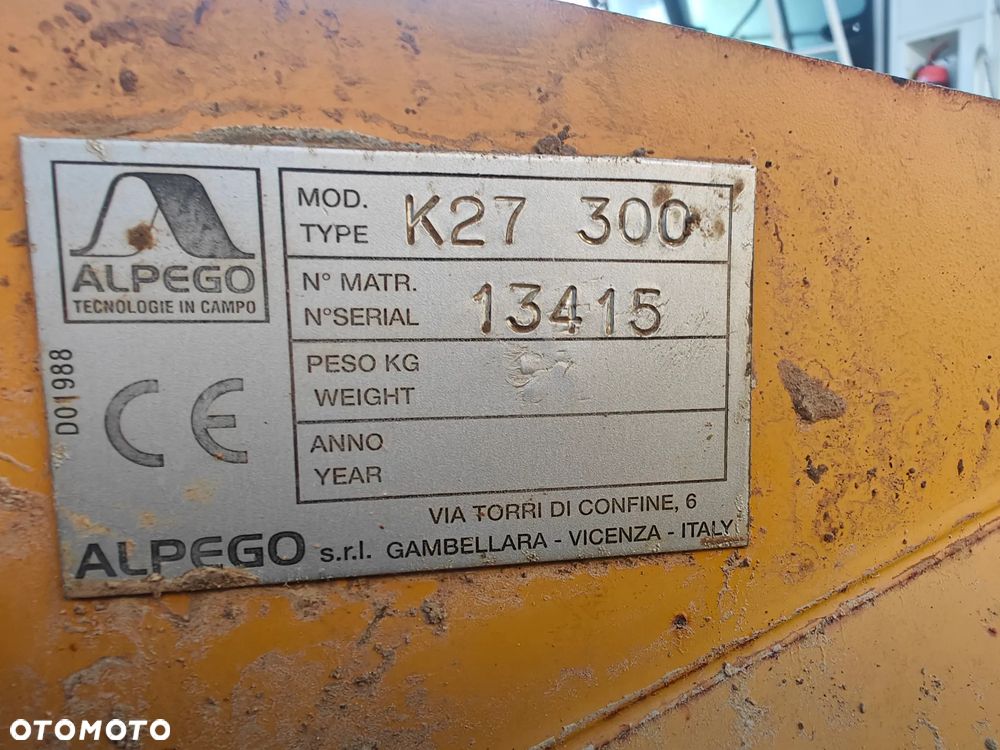 ALPEGO
TECNOLOGIE IN CAMPO
MOD. TYPE K27 300
N° MATR. N°SERIAL 13415
PESO KG
WEIGHT
ANNO
YEAR
D01988
CE
VIA TORRI DI CONFINE, 6
ALPEGO s.r.l. GAMBELLARA - VICENZA - ITALY
OTOMOTO